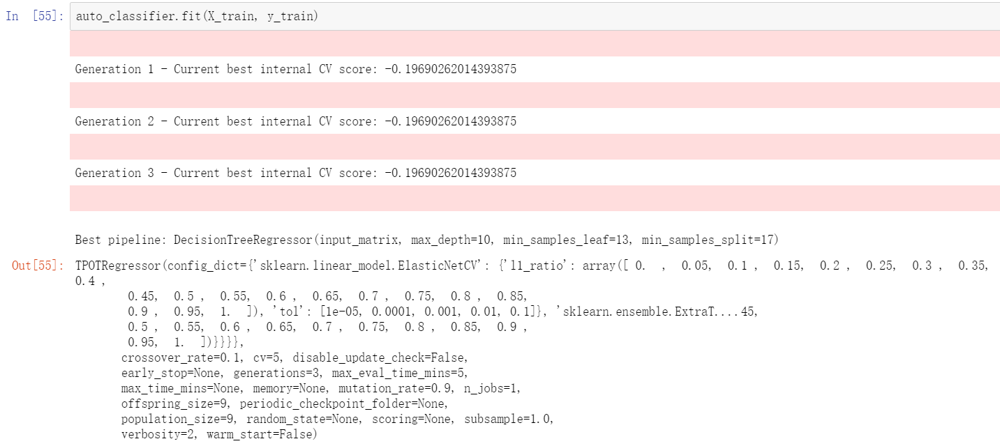 In [55]: auto_classifier.fit(X_train, y_train)
Generation 1 - Current best internal CV score: -0.19690262014393875
Generation 2 - Current best internal CV score: -0.19690262014393875
Generation 3 - Current best internal CV score: -0.19690262014393875
Best pipeline: DecisionTreeRegressor(input_matrix, max_depth=10, min_samples_leaf=13, min_samples_split=17)
Out[55]: TPOTRegressor(config_dict={'sklearn.linear_model.ElasticNetCV': {'l1_ratio': array([ 0.  ,  0.05,  0.1 ,  0.15,  0.2 ,  0.25,  0.3 ,  0.35,
0.4 ,
0.45,  0.5 ,  0.55,  0.6 ,  0.65,  0.7 ,  0.75,  0.8 ,  0.85,
0.9 ,  0.95,  1.  ]), 'tol': [1e-05, 0.0001, 0.001, 0.01, 0.1]}, 'sklearn.ensemble.ExtraT....45,
0.5 ,  0.55,  0.6 ,  0.65,  0.7 ,  0.75,  0.8 ,  0.85,  0.9 ,
0.95,  1.  ])}}}},
crossover_rate=0.1, cv=5, disable_update_check=False,
early_stop=None, generations=3, max_eval_time_mins=5,
max_time_mins=None, memory=None, mutation_rate=0.9, n_jobs=1,
offspring_size=9, periodic_checkpoint_folder=None,
population_size=9, random_state=None, scoring=None, subsample=1.0,
verbosity=2, warm_start=False)